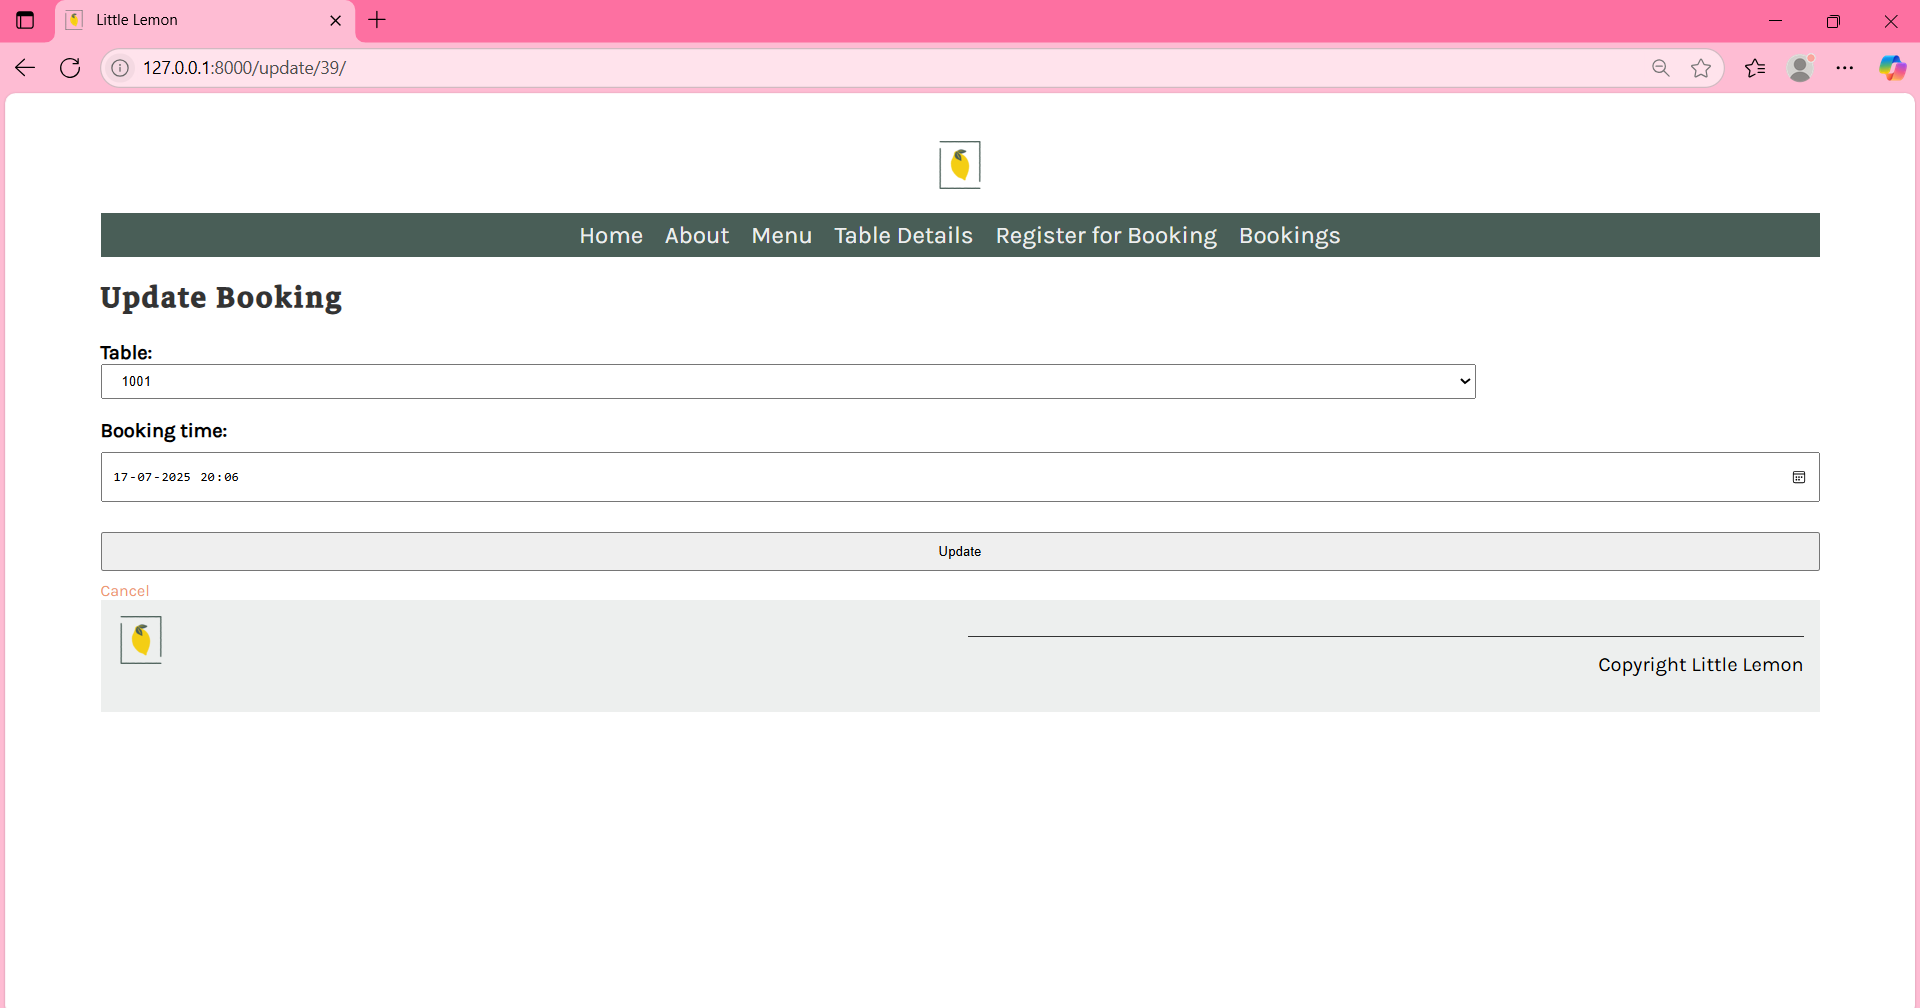 Little Lemon
127.0.0.1:8000/update/39/
Home About Menu Table Details Register for Booking Bookings
Update Booking
Table:
1001
Booking time:
17-07-2025 20:06
Update
Cancel
Copyright Little Lemon